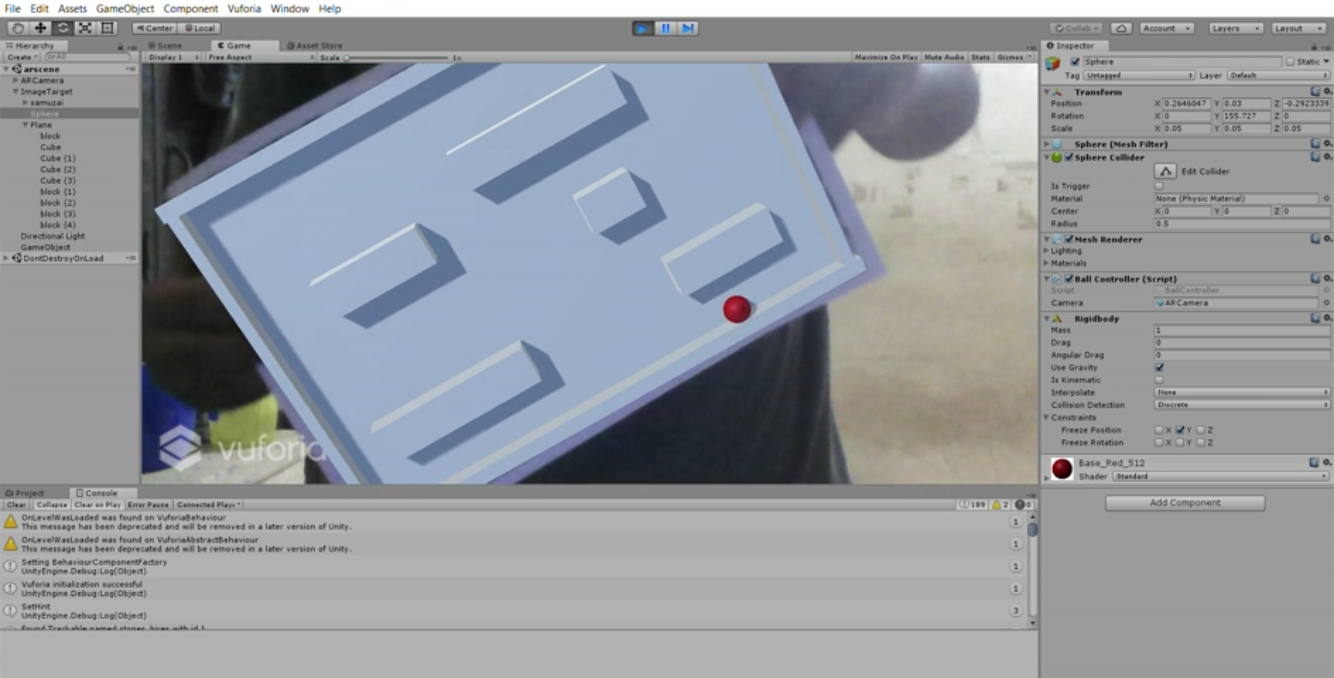 File Edit Assets GameObject Component Vuforia Window Help
Center Local Collab Account Layers Layout
Hierarchy
Create All
arscene
ARCamera
ImageTarget
samuzai
Sphere
Plane
block
Cube
Cube (1)
Cube (2)
Cube (3)
block (1)
block (2)
block (3)
block (4)
Directional Light
GameObject
DontDestroyOnLoad
Scene Game Asset Store
Display 1 Free Aspect Scale 1x Maximize On Play Mute Audio Stats Gizmos
vuforia
Inspector
Sphere Static
Tag Untagged Layer Default
Transform
Position X 0.2646047 Y 0.03 Z -0.2923339
Rotation X 0 Y 155.727 Z 0
Scale X 0.05 Y 0.05 Z 0.05
Sphere (Mesh Filter)
Sphere Collider
Edit Collider
Is Trigger
Material None (Physic Material)
Center X 0 Y 0 Z 0
Radius 0.5
Mesh Renderer
Lighting
Materials
Ball Controller (Script)
Script BallController
Camera ARCamera
Rigidbody
Mass 1
Drag 0
Angular Drag 0
Use Gravity
Is Kinematic
Interpolate None
Collision Detection Discrete
Constraints
Freeze Position X Y Z
Freeze Rotation X Y Z
Base_Red_512
Shader Standard
Add Component
Project Console
Clear Collapse Clear on Play Error Pause Connected Player 189 2 0
OnLevelWasLoaded was found on VuforiaBehaviour
This message has been deprecated and will be removed in a later version of Unity. 1
OnLevelWasLoaded was found on VuforiaAbstractBehaviour
This message has been deprecated and will be removed in a later version of Unity. 1
Setting BehaviourComponentFactory
UnityEngine.Debug:Log(Object) 1
Vuforia initialization successful
UnityEngine.Debug:Log(Object) 1
SetHint
UnityEngine.Debug:Log(Object) 3
Found Trackable named stones